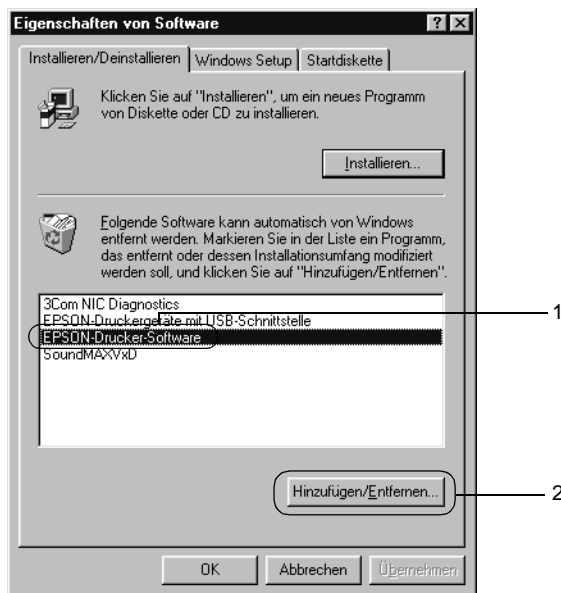 Eigenschaften von Software
Installieren/Deinstallieren Windows Setup Startdiskette
Klicken Sie auf "Installieren", um ein neues Programm
von Diskette oder CD zu installieren.
Installieren...
Folgende Software kann automatisch von Windows
entfernt werden. Markieren Sie in der Liste ein Programm,
das entfernt oder dessen Installationsumfang modifiziert
werden soll, und klicken Sie auf "Hinzufügen/Entfernen".
3Com NIC Diagnostics
EPSON-Druckergeräte mit USB-Schnittstelle
1
EPSON-Drucker-Software
SoundMAXVxD
Hinzufügen/Entfernen...
2
OK Abbrechen Übernehmen